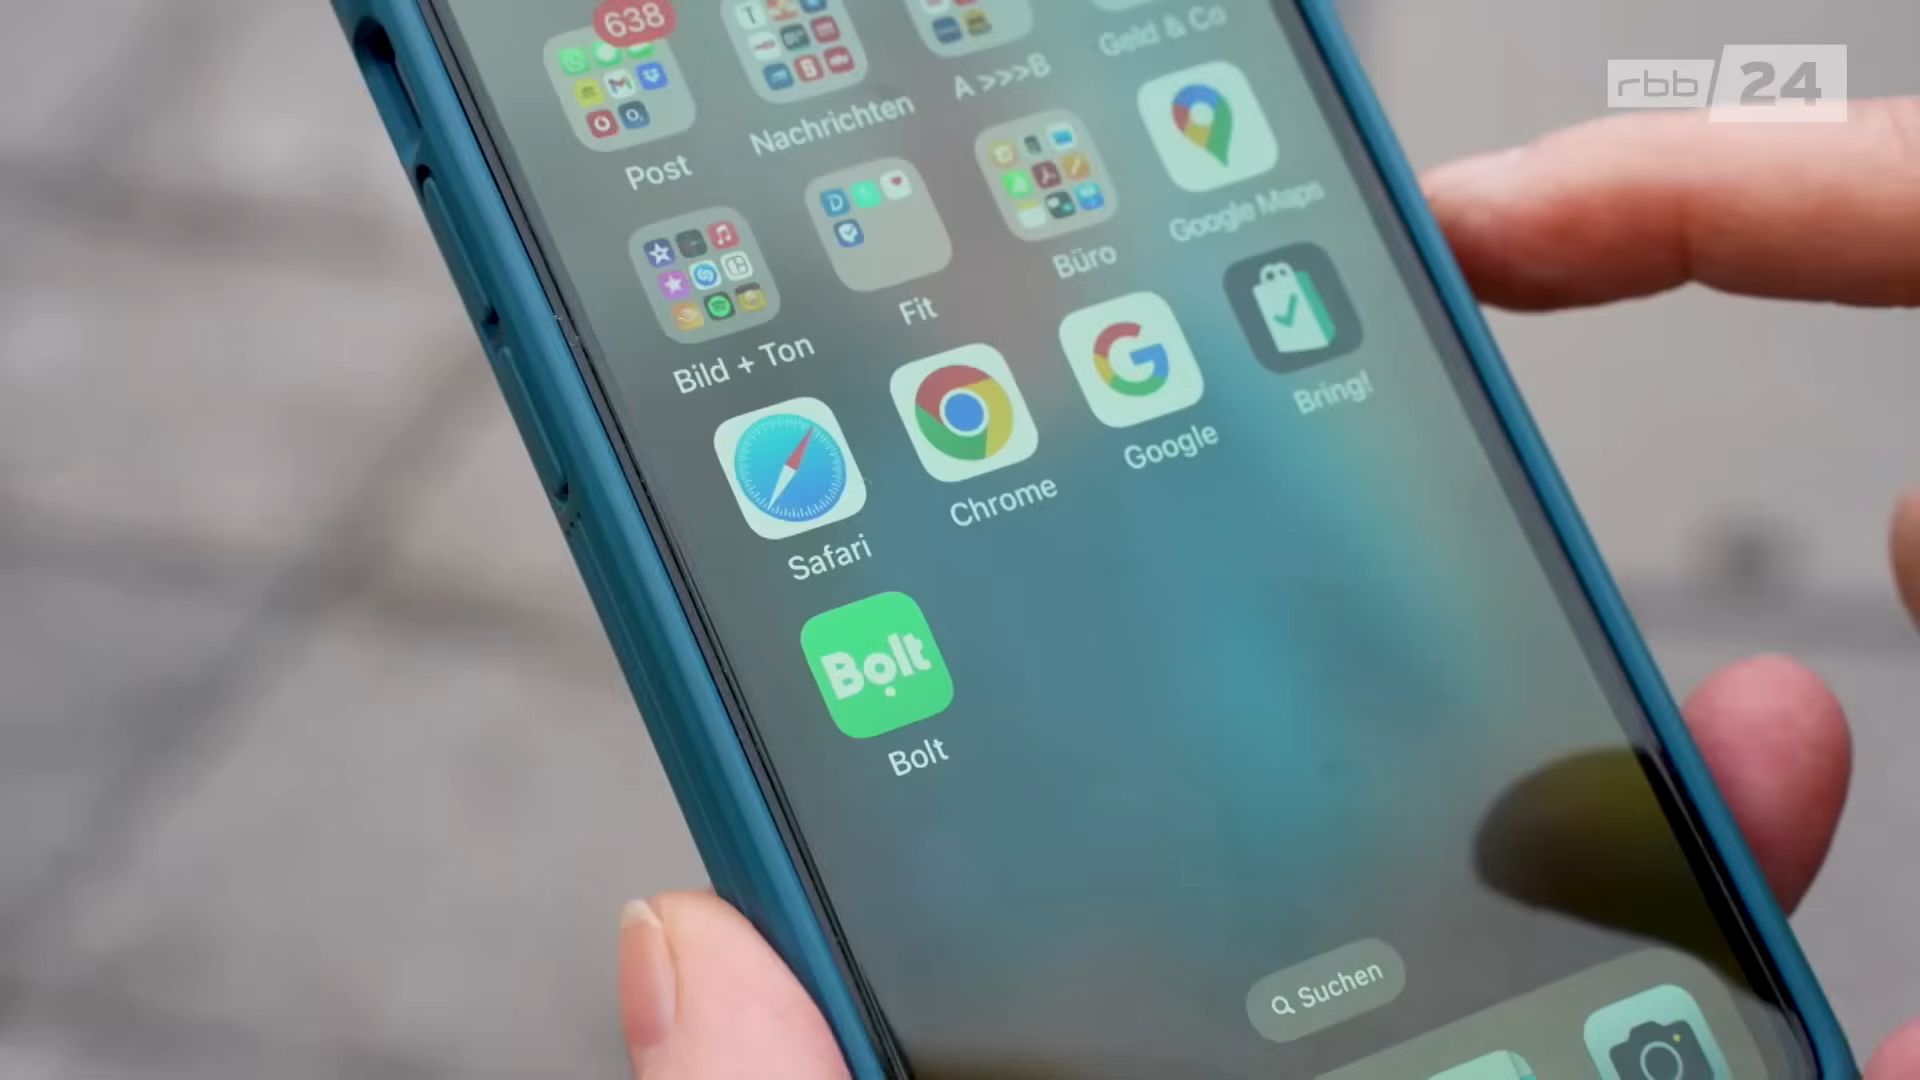 638
Post
Nachrichten
A >>>B
Geld & Co
rbb 24
Bild + Ton
Fit
Büro
Google Maps
Safari
Chrome
Google
Bring!
Bolt
Bolt
Suchen